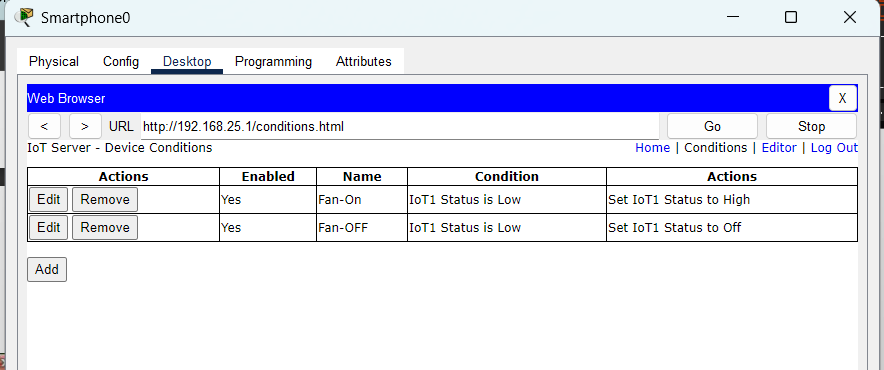 Smartphone0
Physical Config Desktop Programming Attributes
Web Browser X
< > URL http://192.168.25.1/conditions.html Go Stop
IoT Server - Device Conditions Home | Conditions | Editor | Log Out
Actions Enabled Name Condition Actions
Edit Remove Yes Fan-On IoT1 Status is Low Set IoT1 Status to High
Edit Remove Yes Fan-OFF IoT1 Status is Low Set IoT1 Status to Off
Add